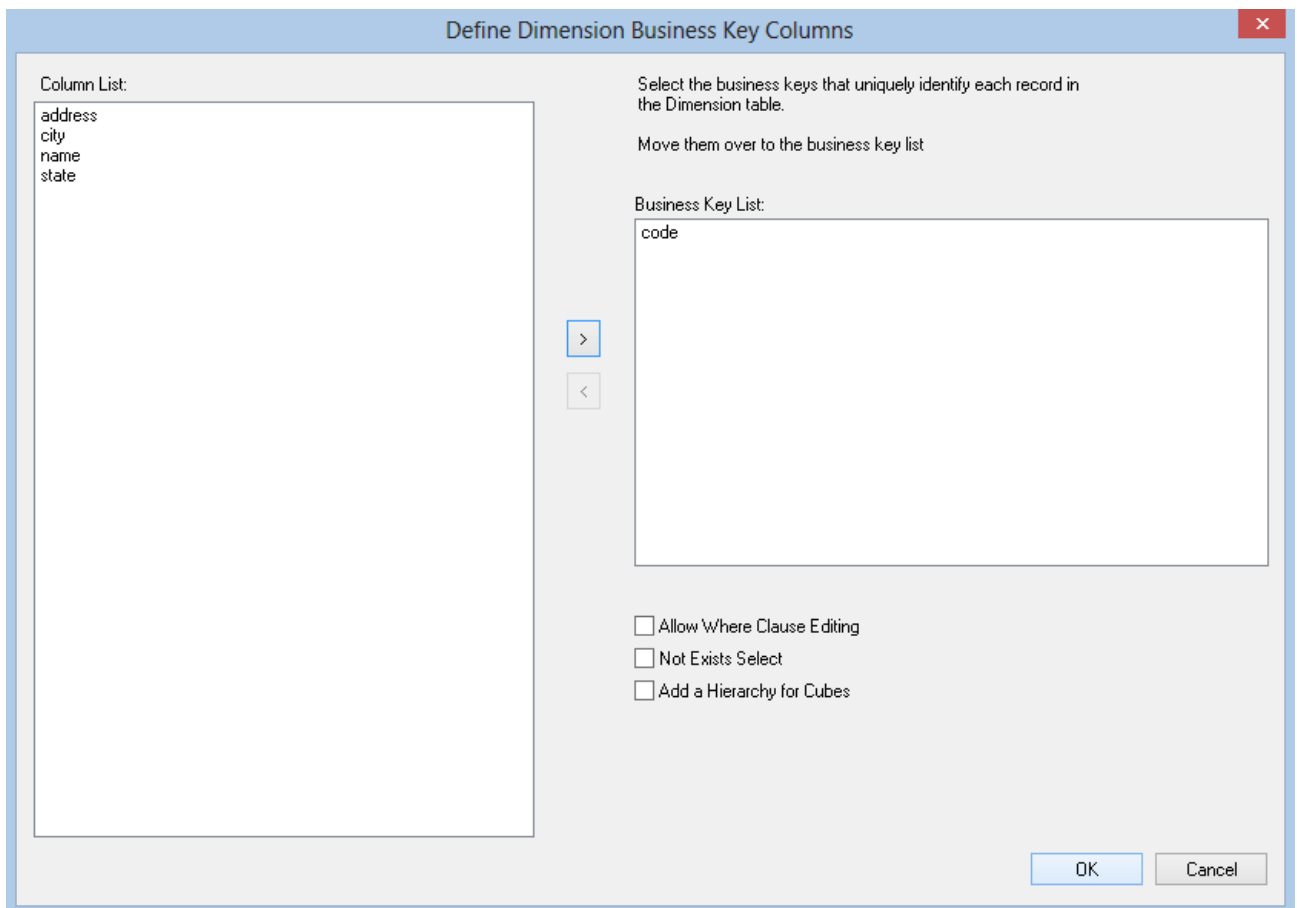 Define Dimension Business Key Columns
Column List:
address
city
name
state
Select the business keys that uniquely identify each record in
the Dimension table.
Move them over to the business key list
Business Key List:
code
>
<
Allow Where Clause Editing
Not Exists Select
Add a Hierarchy for Cubes
OK
Cancel